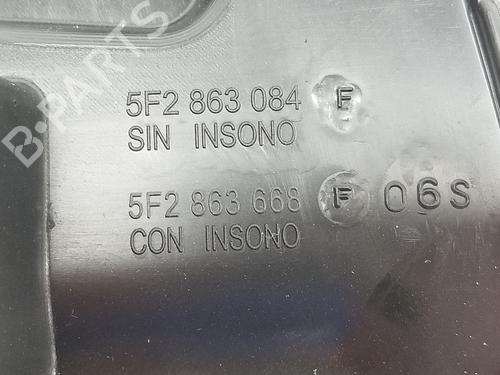 B-PARTS
5F2 863 084 F
SIN INSONO
5F2 863 668 F 06S
CON INSONO